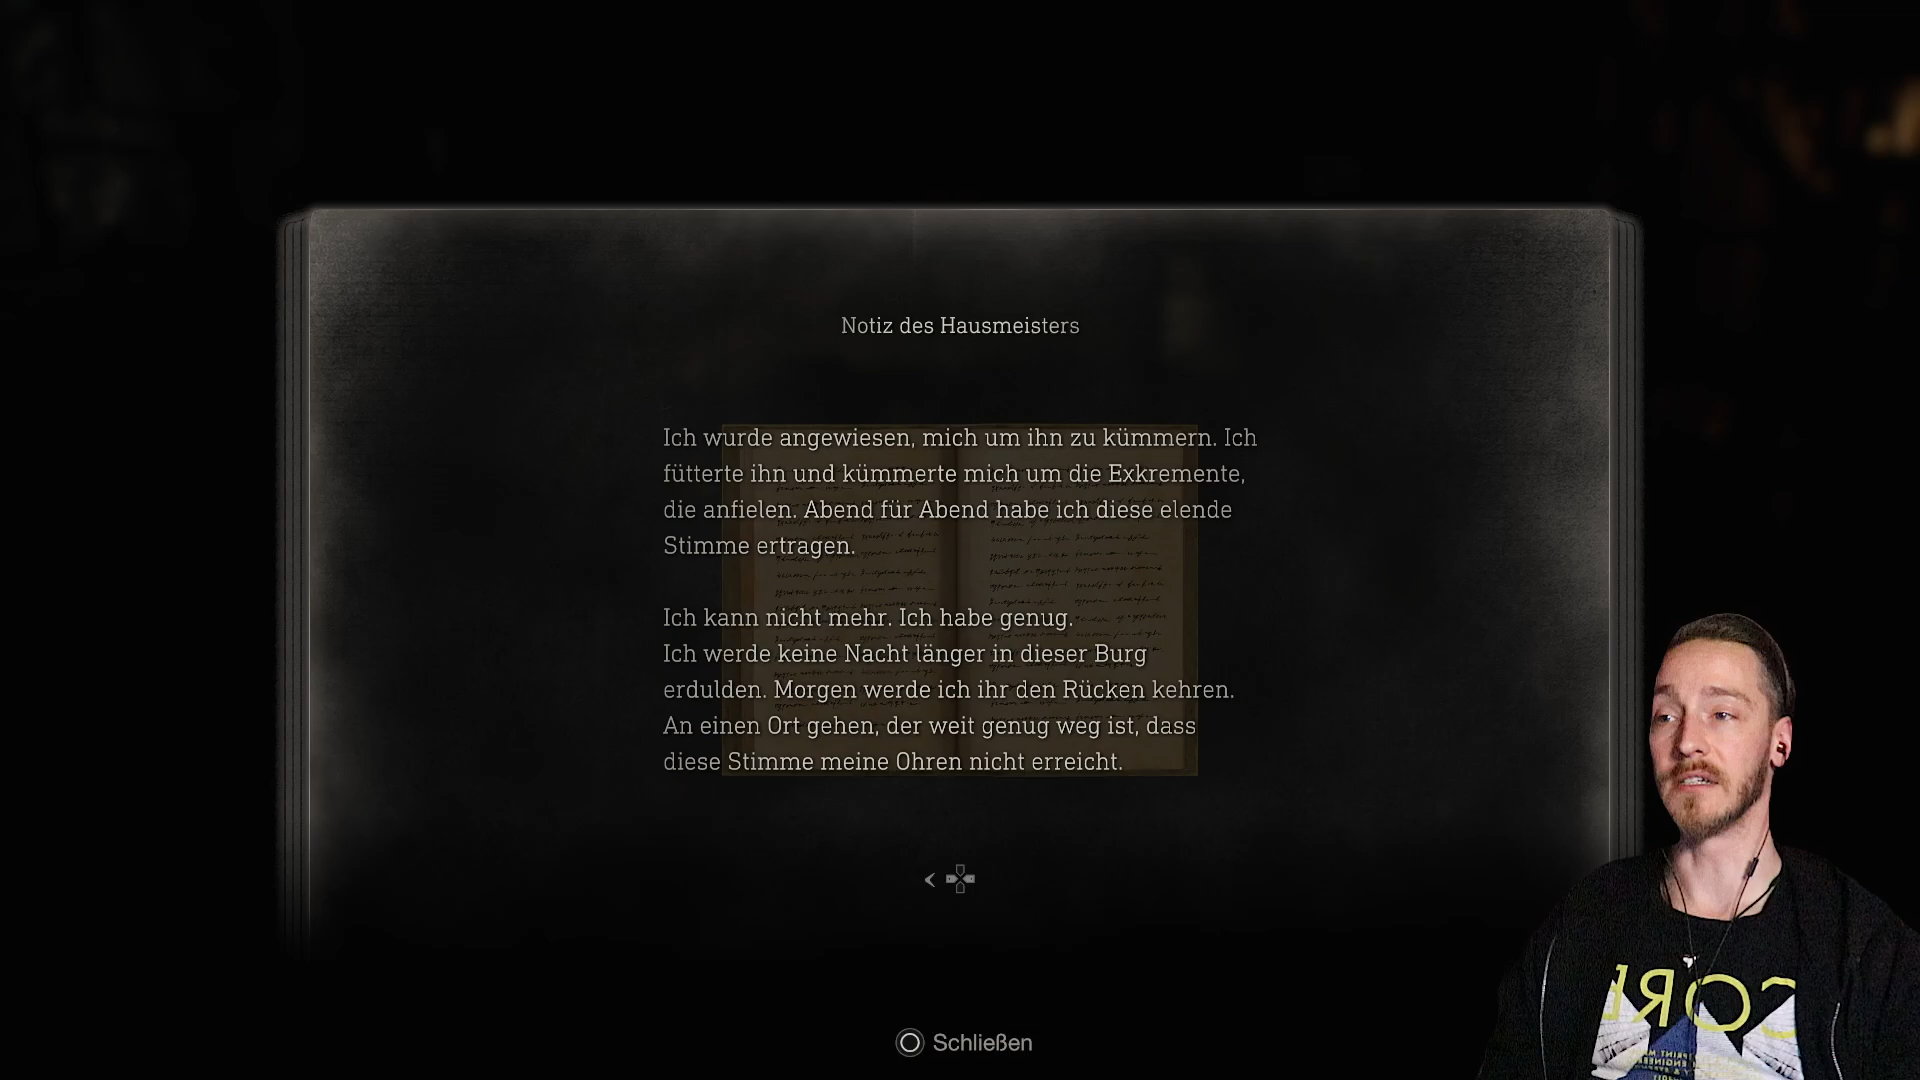 Notiz des Hausmeisters
Ich wurde angewiesen, mich um ihn zu kümmern. Ich
fütterte ihn und kümmerte mich um die Exkremente,
die anfielen. Abend für Abend habe ich diese elende
Stimme ertragen.
Ich kann nicht mehr. Ich habe genug.
Ich werde keine Nacht länger in dieser Burg
erdulden. Morgen werde ich ihr den Rücken kehren.
An einen Ort gehen, der weit genug weg ist, dass
diese Stimme meine Ohren nicht erreicht.
Schließen